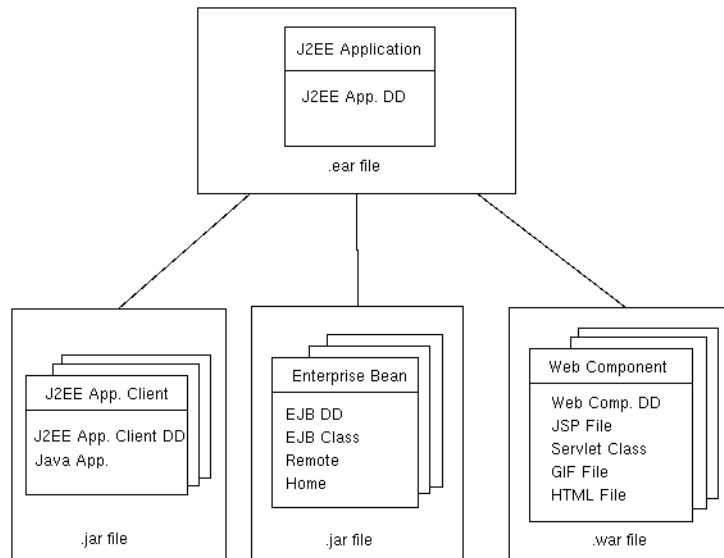 J2EE Application
J2EE App. DD
.ear file
J2EE App. Client
J2EE App. Client DD
Java App.
.jar file
Enterprise Bean
EJB DD
EJB Class
Remote
Home
.jar file
Web Component
Web Comp. DD
JSP File
Servlet Class
GIF File
HTML File
.war file